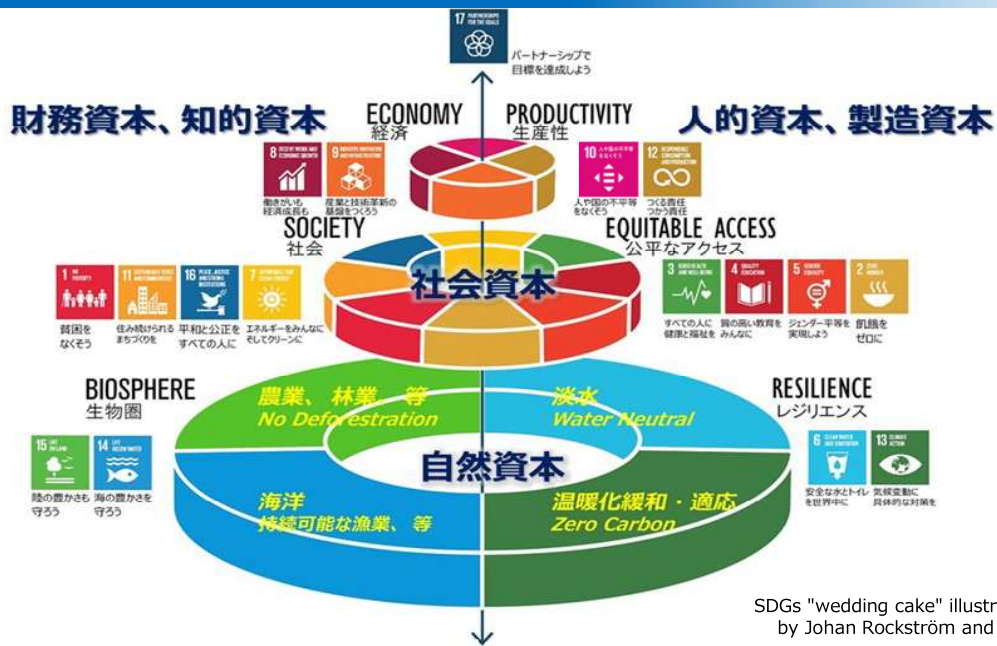 17 PARTNERSHIPS
FOR THE GOALS
パートナーシップで
目標を達成しよう
財務資本、知的資本
ECONOMY
経済
PRODUCTIVITY
生産性
人的資本、製造資本
8 DECENT WORK AND
ECONOMIC GROWTH
9 INDUSTRY, INNOVATION
AND INFRASTRUCTURE
10 人や国の不平等
をなくそう
12 RESPONSIBLE
CONSUMPTION
AND PRODUCTION
働きがいも
経済成長も
産業と技術革新の
基盤をつくろう
人や国の不平等
をなくそう
つくる責任
つかう責任
SOCIETY
社会
EQUITABLE ACCESS
公平なアクセス
1 NO
POVERTY
11 SUSTAINABLE CITIES
AND COMMUNITIES
16 PEACE, JUSTICE
AND STRONG
INSTITUTIONS
7 AFFORDABLE AND
CLEAN ENERGY
社会資本
3 GOOD HEALTH
AND WELL-BEING
4 QUALITY
EDUCATION
5 GENDER
EQUALITY
2 ZERO
HUNGER
貧困を
なくそう
住み続けられる
まちづくりを
平和と公正を
すべての人に
エネルギーをみんなに
そしてクリーンに
すべての人に
健康と福祉を
質の高い教育を
みんなに
ジェンダー平等を
実現しよう
飢餓を
ゼロに
BIOSPHERE
生物圏
農業、林業、等
No Deforestration
淡水
Water Neutral
RESILIENCE
レジリエンス
15 LIFE
ON LAND
14 LIFE
BELOW WATER
自然資本
6 CLEAN WATER
AND SANITATION
13 CLIMATE
ACTION
陸の豊かさも
守ろう
海の豊かさを
守ろう
海洋
持続可能な漁業、等
温暖化緩和・適応
Zero Carbon
安全な水とトイレ
を世界中に
気候変動に
具体的な対策を
SDGs "wedding cake" illustr
by Johan Rockström and